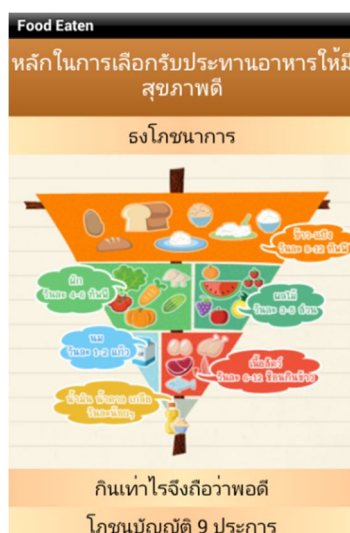 Food Eaten
หลักในการเลือกรับประทานอาหารให้มี
สุขภาพดี
ธงโภชนาการ
ข้าว-แป้ง
วันละ 8-12 ทัพพี
ผัก
วันละ 4-6 ทัพพี
ผลไม้
วันละ 3-5 ส่วน
นม
วันละ 1-2 แก้ว
เนื้อสัตว์
วันละ 6-12 ช้อนกินข้าว
น้ำมัน น้ำตาล เกลือ
วันละน้อยๆ
กินเท่าไรจึงถือว่าพอดี
โภชนบัญญัติ 9 ประการ